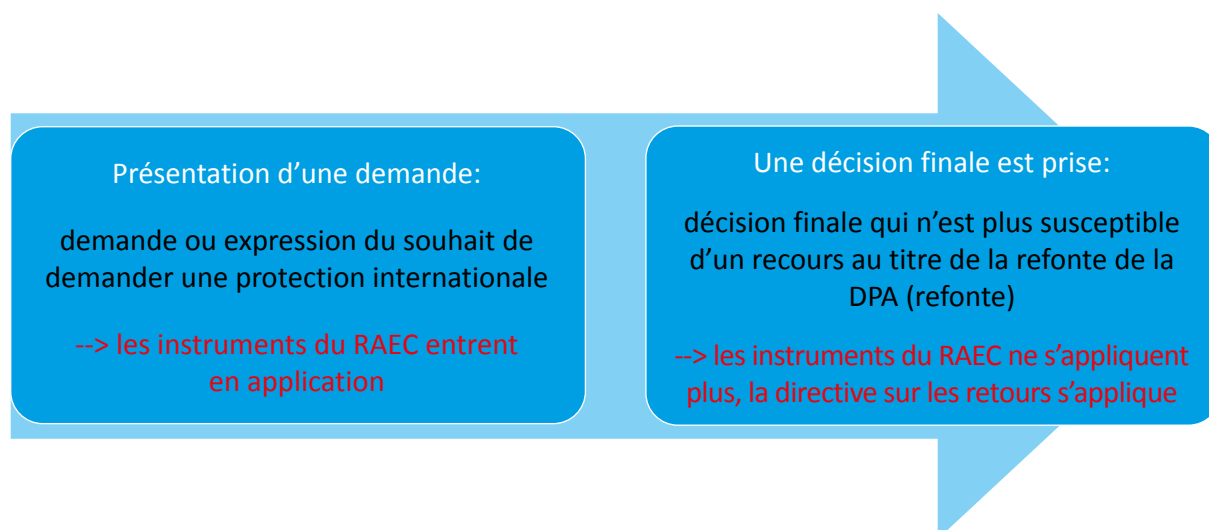 Présentation d’une demande:
demande ou expression du souhait de
demander une protection internationale
--> les instruments du RAEC entrent
en application
Une décision finale est prise:
décision finale qui n’est plus susceptible
d’un recours au titre de la refonte de la
DPA (refonte)
--> les instruments du RAEC ne s’appliquent
plus, la directive sur les retours s’applique